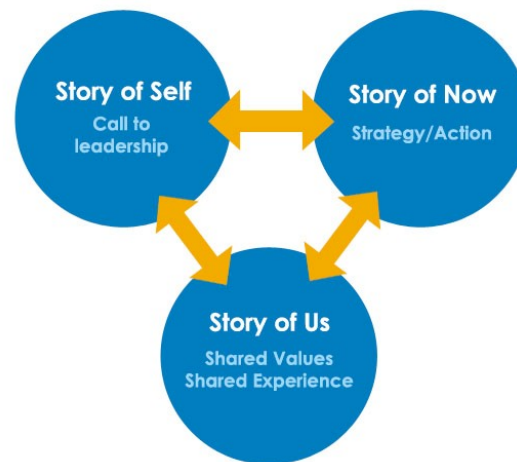 Story of Self
Call to
leadership
Story of Now
Strategy/Action
Story of Us
Shared Values
Shared Experience